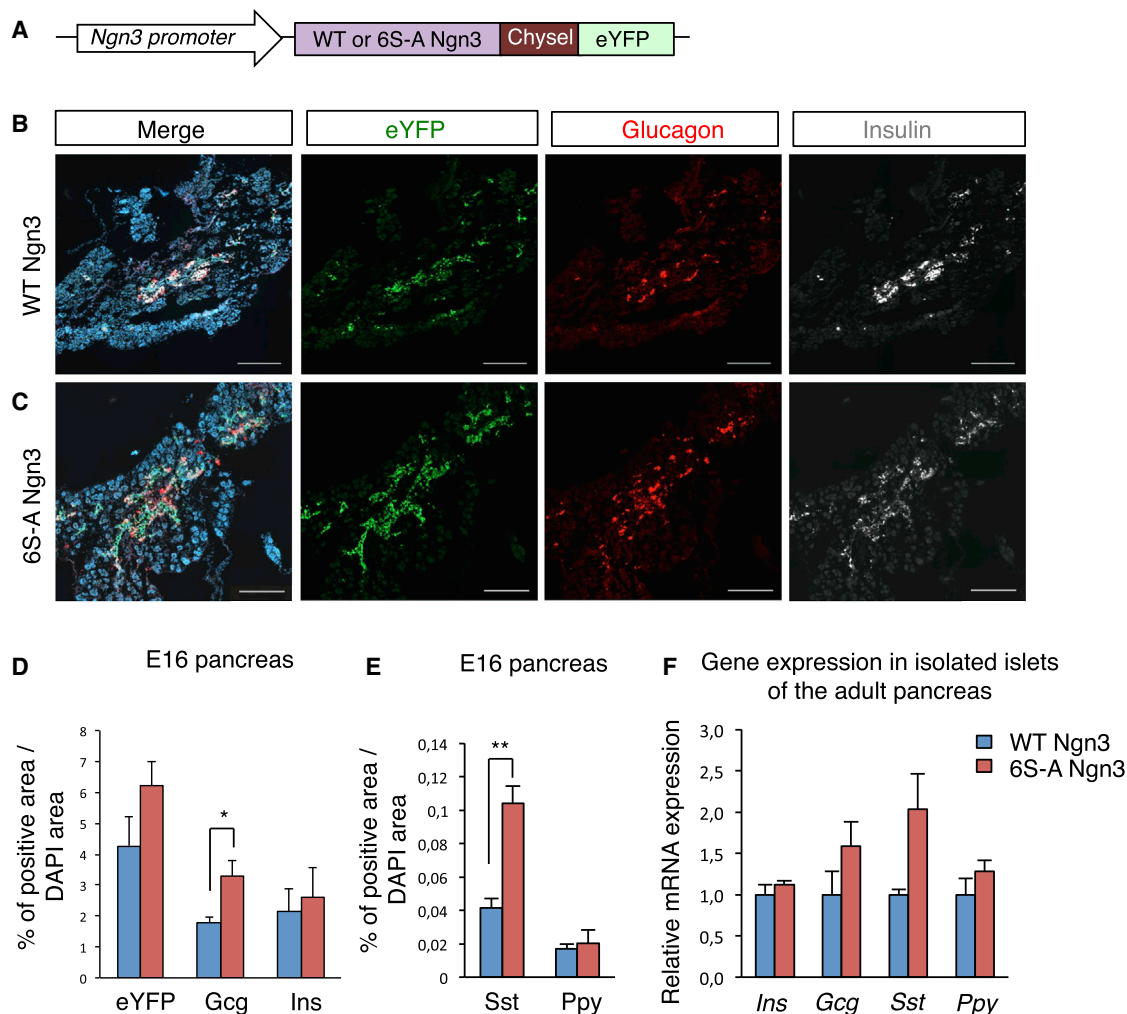 A
Ngn3 promoter
WT or 6S-A Ngn3
Chysel
eYFP
B
Merge
eYFP
Glucagon
Insulin
WT Ngn3
C
6S-A Ngn3
D
E16 pancreas
% of positive area /
DAPI area
8
7
6
5
4
3
2
1
0
*
eYFP
Gcg
Ins
E
E16 pancreas
% of positive area /
DAPI area
0,14
0,12
0,1
0,08
0,06
0,04
0,02
0
**
Sst
Ppy
F
Gene expression in isolated islets
of the adult pancreas
Relative mRNA expression
3,0
2,5
2,0
1,5
1,0
0,5
0,0
WT Ngn3
6S-A Ngn3
Ins
Gcg
Sst
Ppy